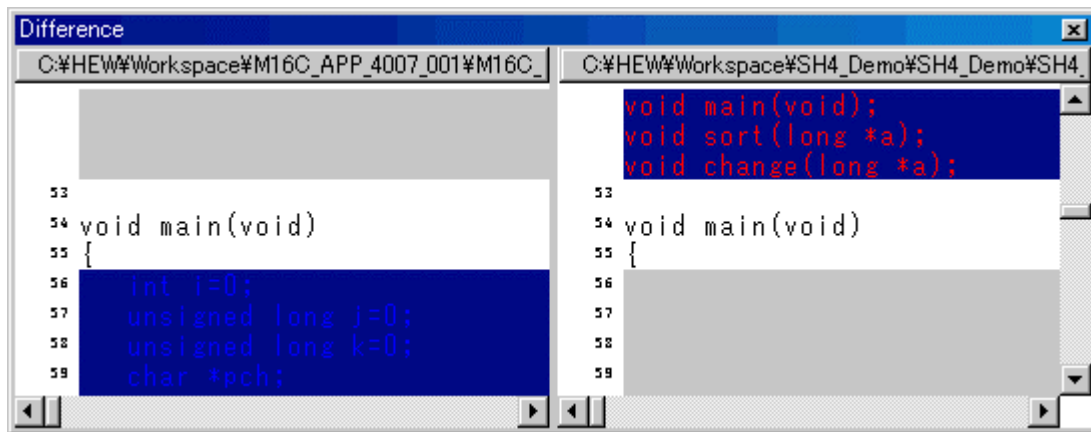 Difference
C:¥HEW¥Workspace¥M16C_APP_4007_001¥M16C_
53
54 void main(void)
55 {
56 int i=0;
57 unsigned long j=0;
58 unsigned long k=0;
59 char *pch;
C:¥HEW¥Workspace¥SH4_Demo¥SH4_Demo¥SH4_
void main(void);
void sort(long *a);
void change(long *a);
53
54 void main(void)
55 {
56
57
58
59